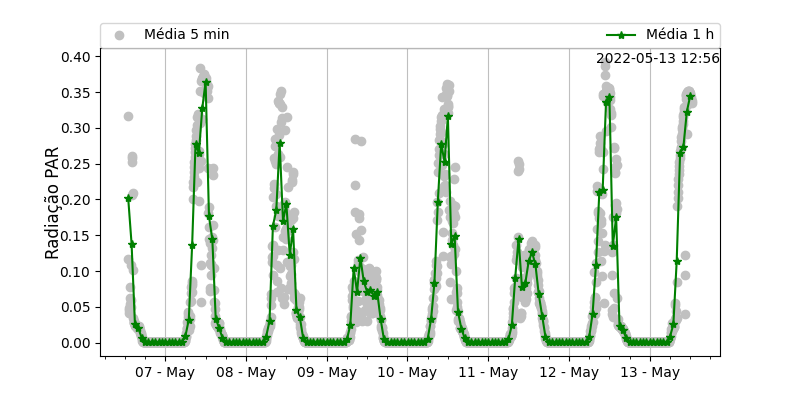 Média 5 min
Média 1 h
2022-05-13 12:56
Radiação PAR
0.40
0.35
0.30
0.25
0.20
0.15
0.10
0.05
0.00
07 - May
08 - May
09 - May
10 - May
11 - May
12 - May
13 - May